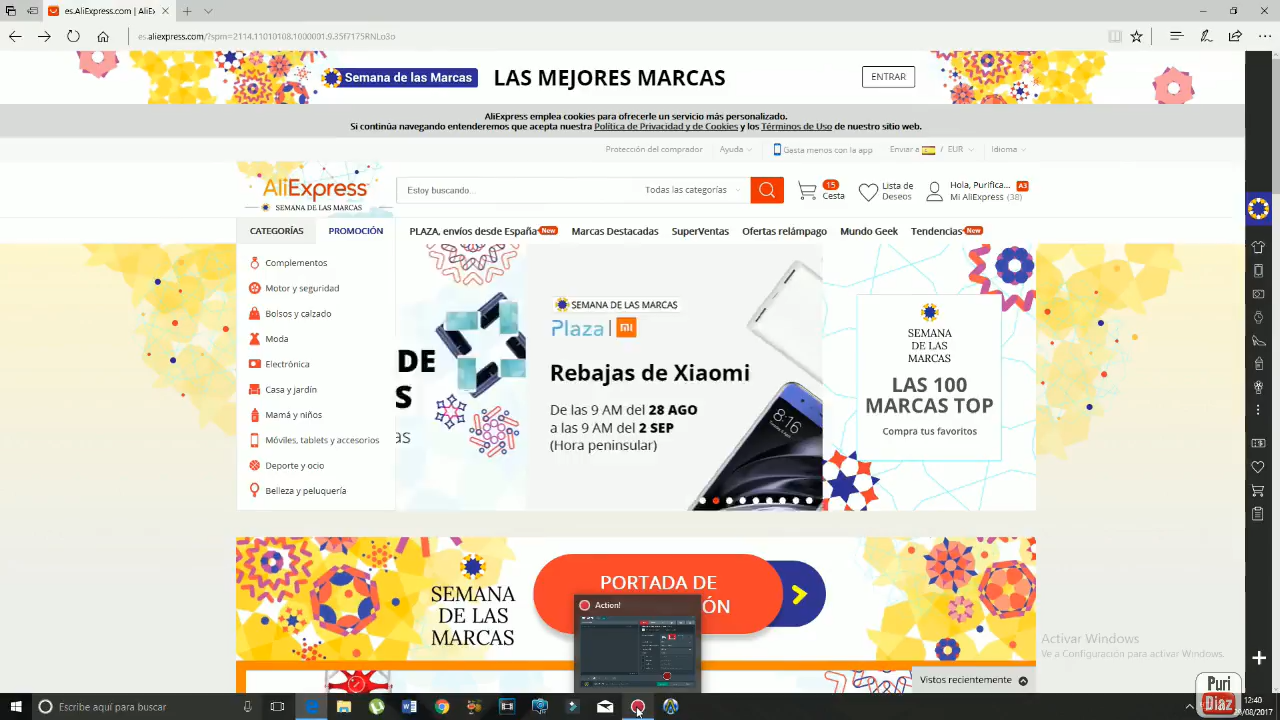 es.AliExpress.com
es.aliexpress.com/?spm=2114.11010108.1000001.9.35f7175RNLo3o
Semana de las Marcas
LAS MEJORES MARCAS
ENTRAR
AliExpress emplea cookies para ofrecerle un servicio más personalizado.
Si continúa navegando entenderemos que acepta nuestra Política de Privacidad y de Cookies y los Términos de Uso de nuestro sitio web.
Protección del comprador
Ayuda
Gasta menos con la app
Enviar a / EUR
Idioma
AliExpress
SEMANA DE LAS MARCAS
Estoy buscando...
Todas las categorías
15
Cesta
Lista de
Deseos
Hola, Purifica... A3
Mi AliExpress (38)
CATEGORÍAS
PROMOCIÓN
PLAZA, envíos desde España New
Marcas Destacadas
SuperVentas
Ofertas relámpago
Mundo Geek
Tendencias New
Complementos
Motor y seguridad
Bolsos y calzado
Moda
Electrónica
Casa y jardín
Mamá y niños
Móviles, tablets y accesorios
Deporte y ocio
Belleza y peluquería
DE
S
as
SEMANA DE LAS MARCAS
Plaza | mi
Rebajas de Xiaomi
De las 9 AM del 28 AGO
a las 9 AM del 2 SEP
(Hora peninsular)
8:16
SEMANA
DE LAS
MARCAS
LAS 100
MARCAS TOP
Compra tus favoritos
SEMANA
DE LAS
MARCAS
PORTADA DE
ÓN
Action!
Activar Windows
Ve a Configuración para activar Windows.
Vistos recientemente
Escribe aquí para buscar
Puri
Diaz
12:40
/08/2017